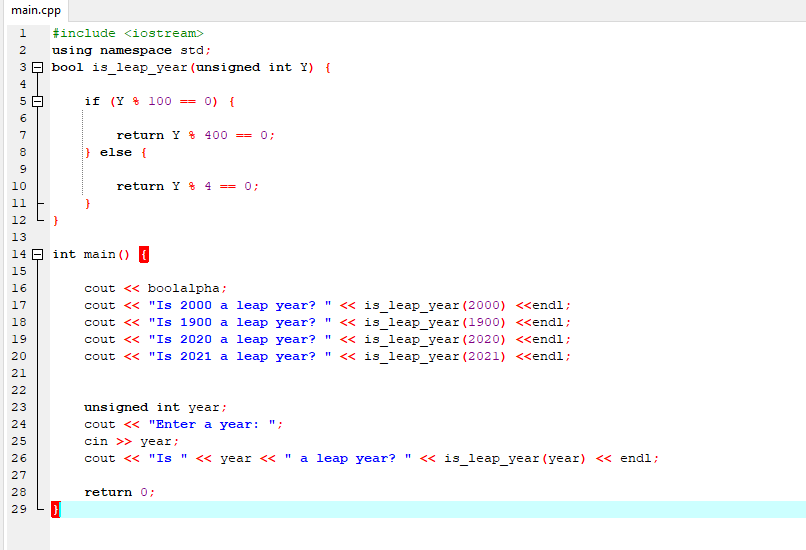 main.cpp
1 #include <iostream>
2 using namespace std;
3 bool is_leap_year(unsigned int Y) {
4
5     if (Y % 100 == 0) {
6
7         return Y % 400 == 0;
8     } else {
9
10         return Y % 4 == 0;
11     }
12 }
13
14 int main() {
15
16     cout << boolalpha;
17     cout << "Is 2000 a leap year? " << is_leap_year(2000) <<endl;
18     cout << "Is 1900 a leap year? " << is_leap_year(1900) <<endl;
19     cout << "Is 2020 a leap year? " << is_leap_year(2020) <<endl;
20     cout << "Is 2021 a leap year? " << is_leap_year(2021) <<endl;
21
22
23     unsigned int year;
24     cout << "Enter a year: ";
25     cin >> year;
26     cout << "Is " << year << " a leap year? " << is_leap_year(year) << endl;
27
28     return 0;
29 }